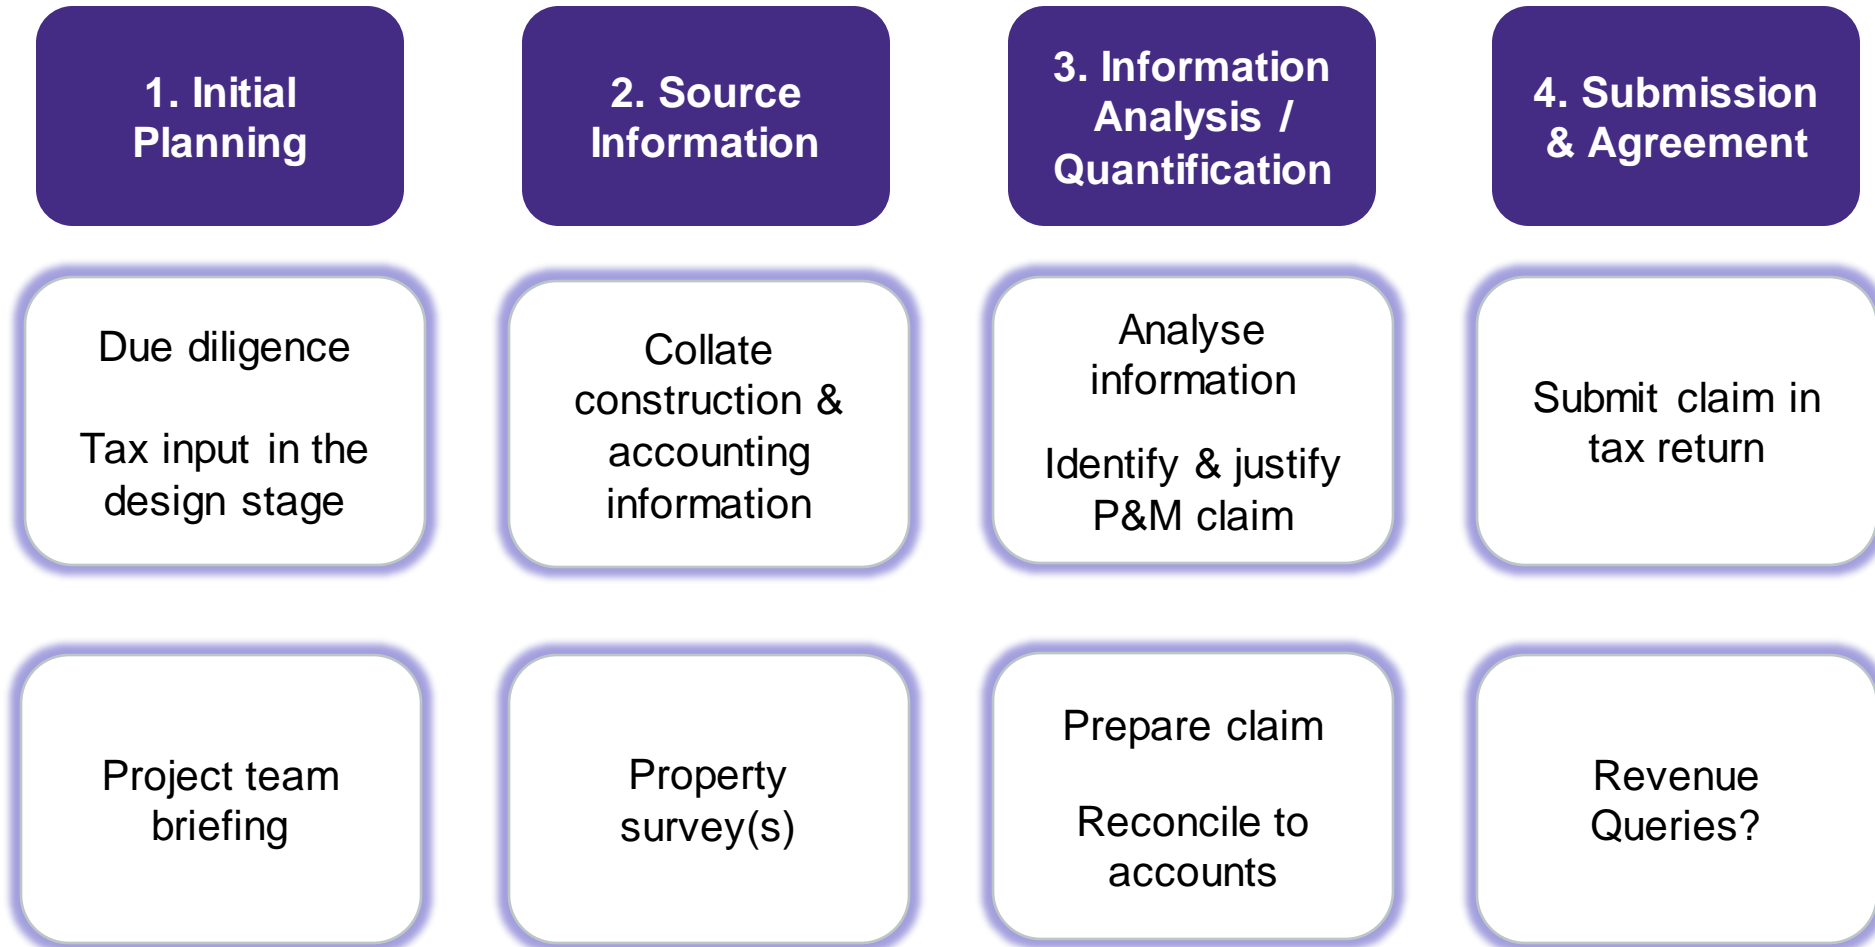 1. Initial
Planning
2. Source
Information
3. Information
Analysis /
Quantification
4. Submission
& Agreement
Due diligence
Tax input in the
design stage
Collate
construction &
accounting
information
Analyse
information
Identify & justify
P&M claim
Submit claim in
tax return
Project team
briefing
Property
survey(s)
Prepare claim
Reconcile to
accounts
Revenue
Queries?